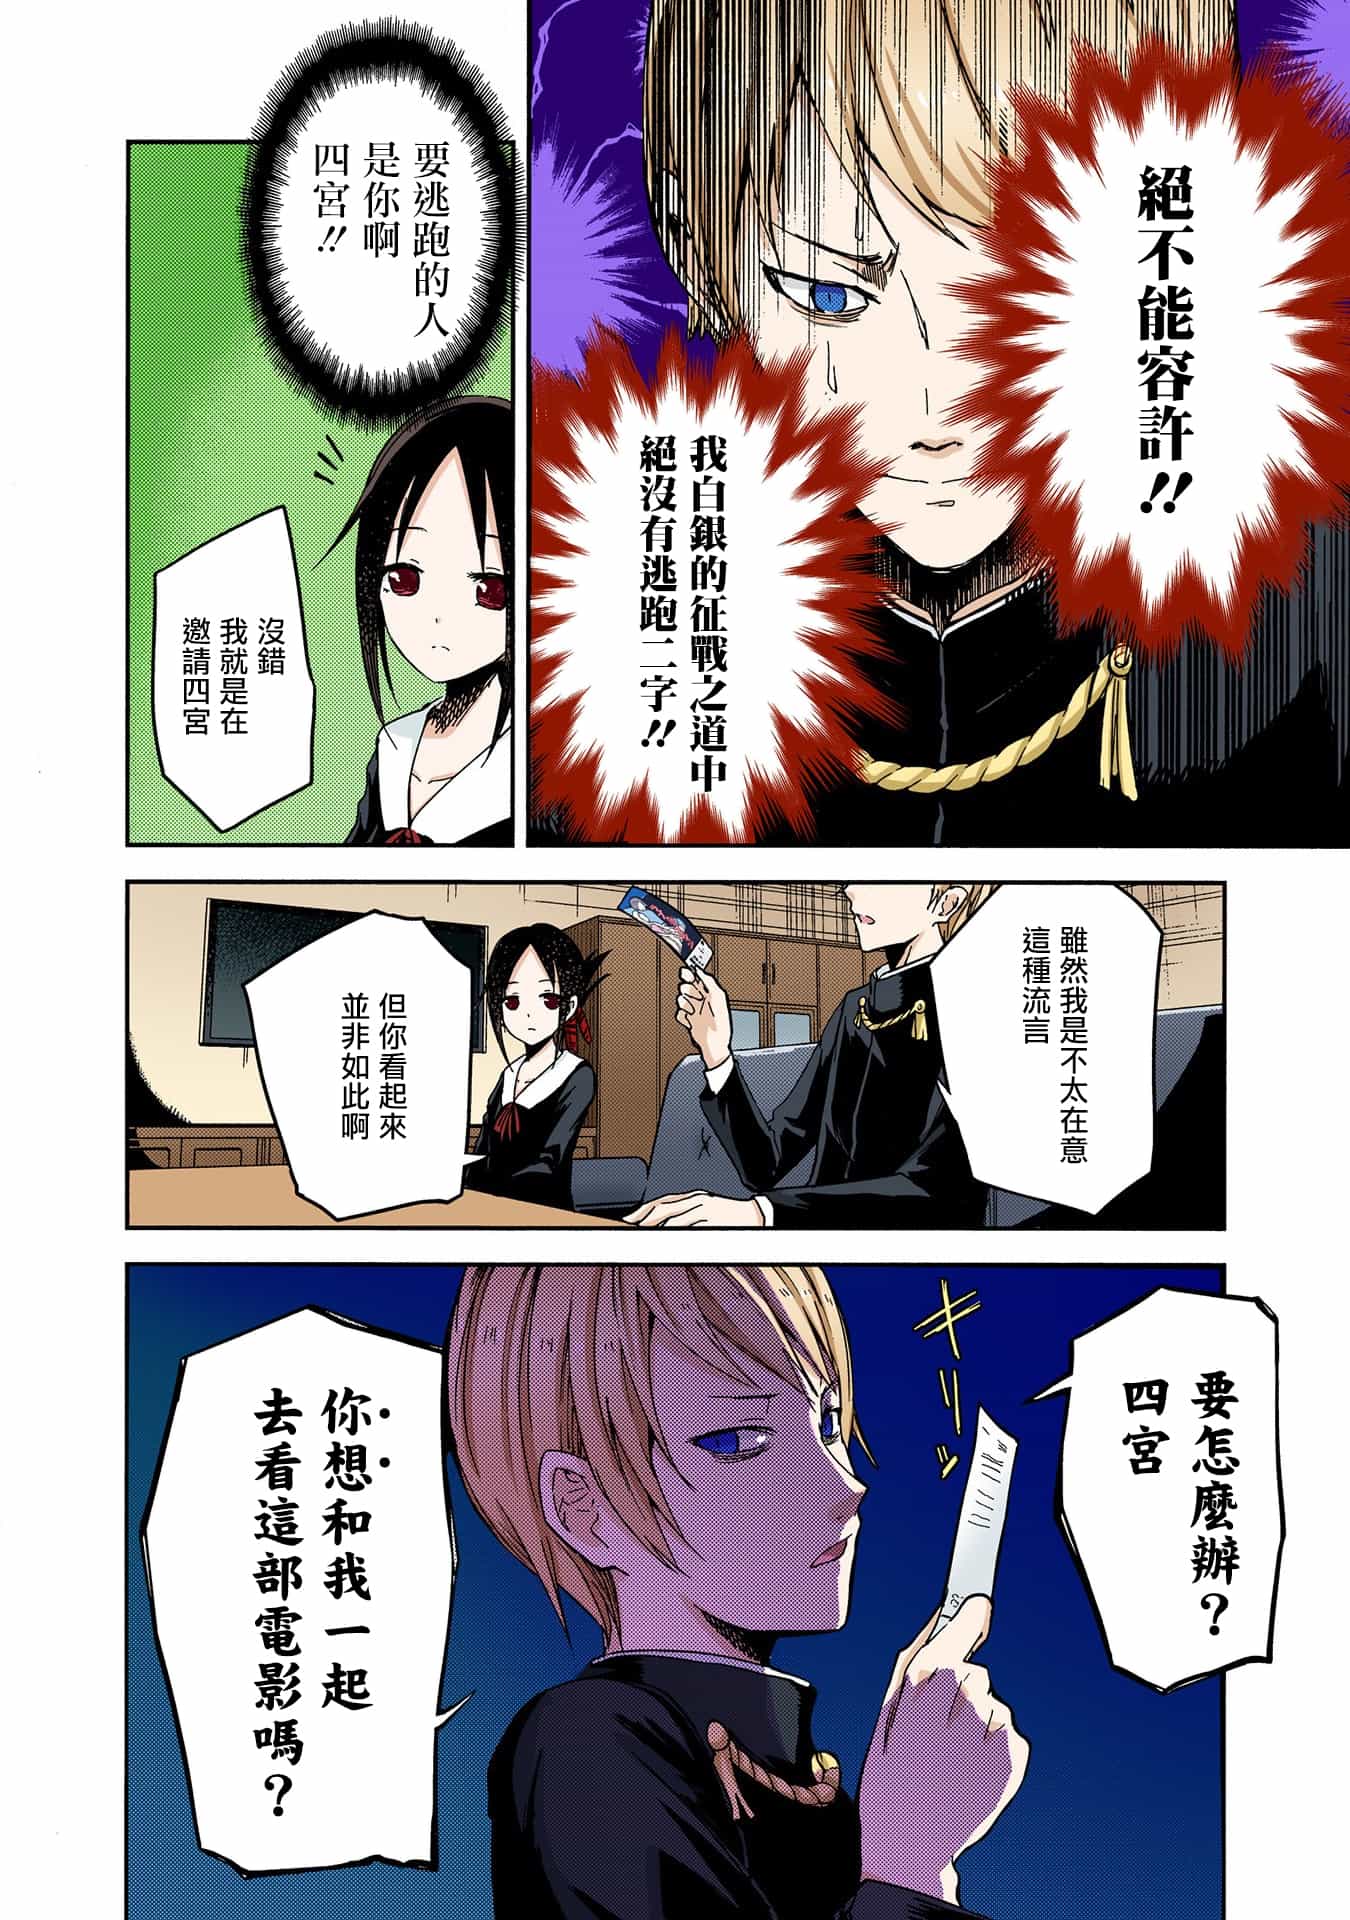 絕不能容許!!
我白銀的征戰之道中
絕沒有逃跑二字!!
要逃跑的人
是你啊
四宮!!
沒錯
我就是在
邀請四宮
雖然我是不太在意
這種流言
但你看起來
並非如此啊
要怎麼辦?
四宮
ギギ
你想和我一起
去看這部電影嗎?